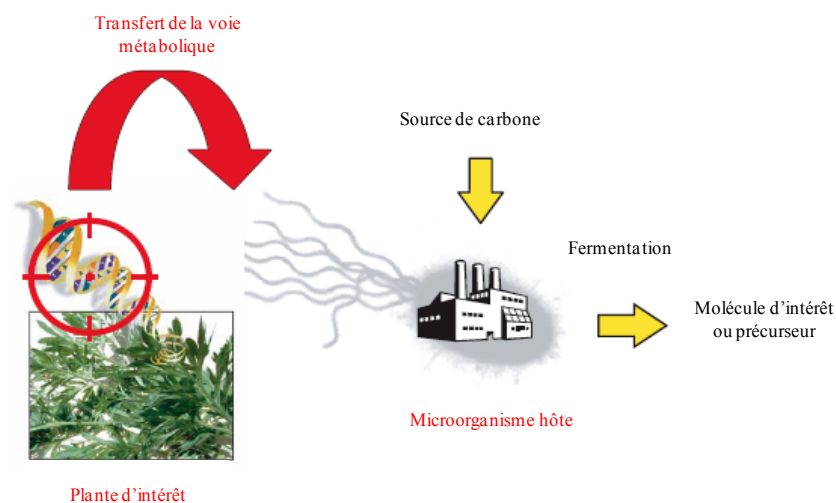 Transfert de la voie
métabolique
Source de carbone
Fermentation
Molécule d'intérêt
ou précurseur
Microorganisme hôte
Plante d'intérêt